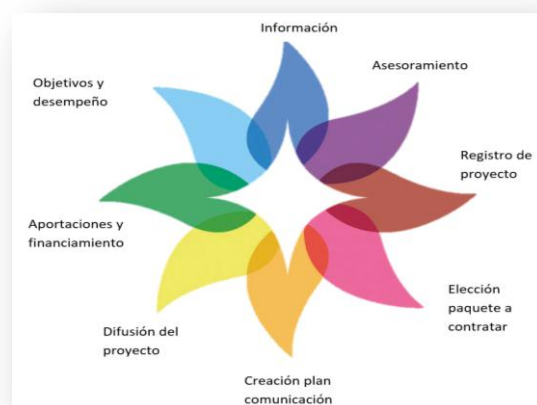 Información
Asesoramiento
Registro de
proyecto
Elección
paquete a
contratar
Creación plan
comunicación
Difusión del
proyecto
Aportaciones y
financiamiento
Objetivos y
desempeño